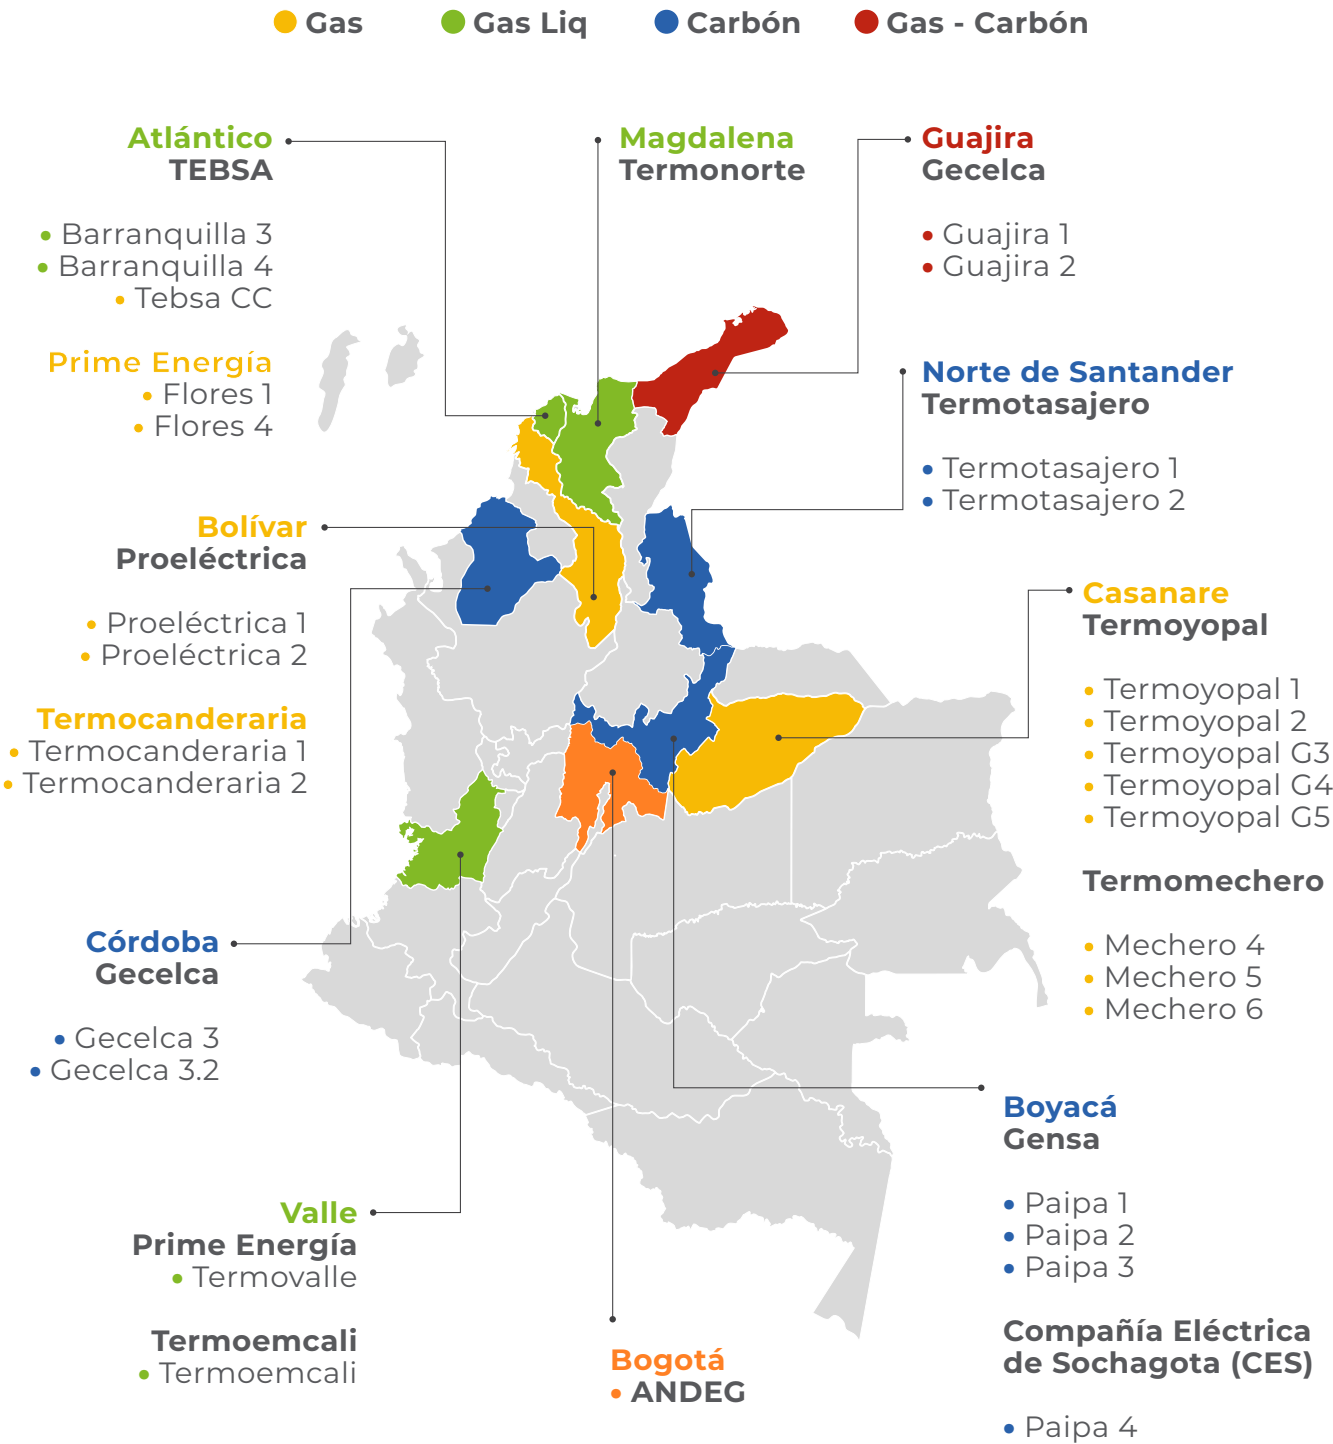 Gas
Gas Liq
Carbón
Gas - Carbón
Atlántico
TEBSA
Barranquilla 3
Barranquilla 4
Tebsa CC
Prime Energía
Flores 1
Flores 4
Magdalena
Termonorte
Guajira
Gecelca
Guajira 1
Guajira 2
Norte de Santander
Termotasajero
Termotasajero 1
Termotasajero 2
Bolívar
Proeléctrica
Proeléctrica 1
Proeléctrica 2
Termocanderaria
Termocanderaria 1
Termocanderaria 2
Casanare
Termoyopal
Termoyopal 1
Termoyopal 2
Termoyopal G3
Termoyopal G4
Termoyopal G5
Termomechero
Mechero 4
Mechero 5
Mechero 6
Córdoba
Gecelca
Gecelca 3
Gecelca 3.2
Boyacá
Gensa
Paipa 1
Paipa 2
Paipa 3
Compañía Eléctrica
de Sochagota (CES)
Paipa 4
Valle
Prime Energía
Termovalle
Termoemcali
Termoemcali
Bogotá
ANDEG